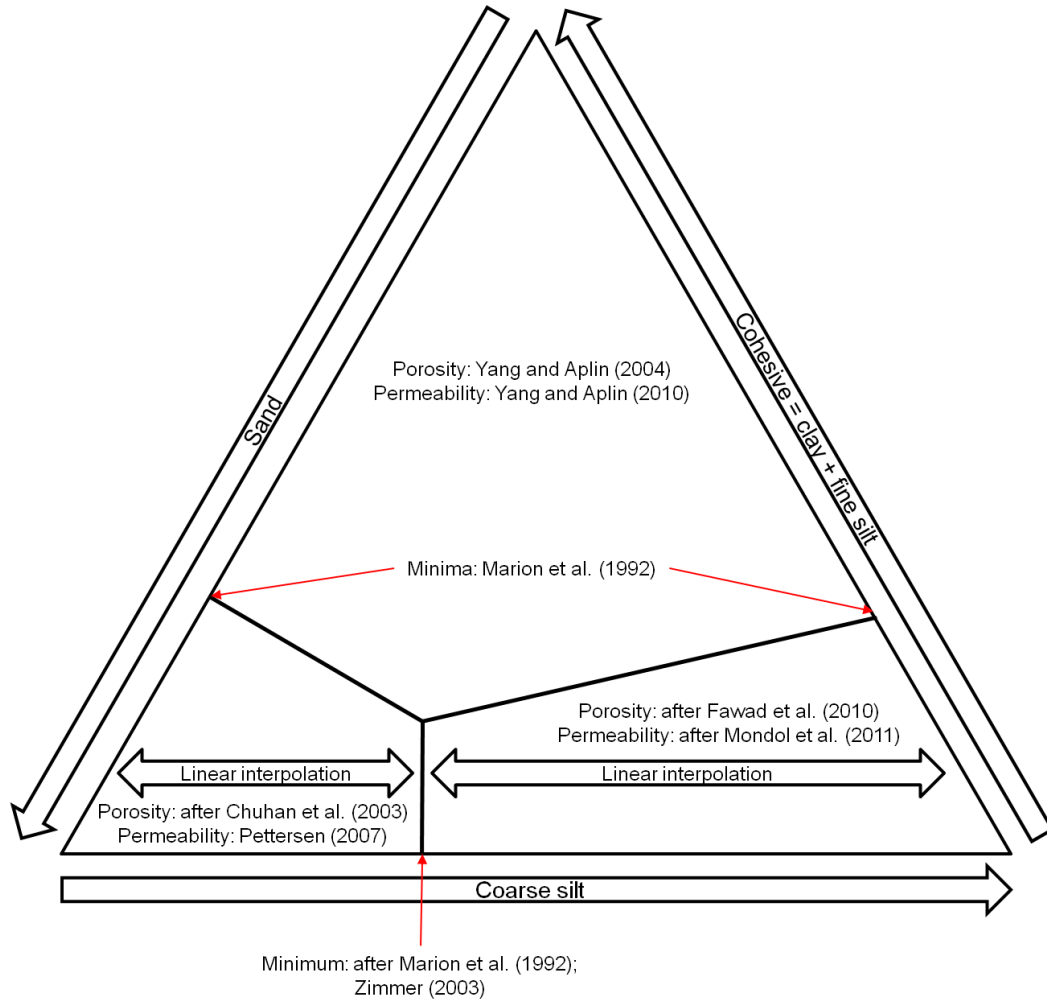 Sand
Cohesive = clay + fine silt
Porosity: Yang and Aplin (2004)
Permeability: Yang and Aplin (2010)
Minima: Marion et al. (1992)
Porosity: after Fawad et al. (2010)
Permeability: after Mondol et al. (2011)
Linear interpolation
Linear interpolation
Porosity: after Chuhan et al. (2003)
Permeability: Pettersen (2007)
Coarse silt
Minimum: after Marion et al. (1992);
Zimmer (2003)